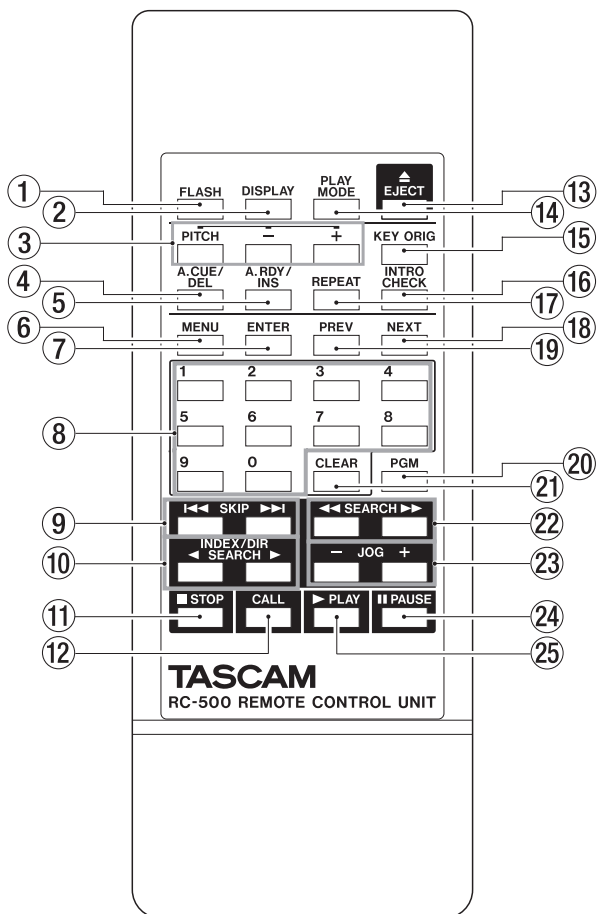 FLASH DISPLAY PLAY MODE ▲ EJECT
PITCH − + KEY ORIG
A.CUE/ DEL A.RDY/ INS REPEAT INTRO CHECK
MENU ENTER PREV NEXT
1 2 3 4
5 6 7 8
9 0 CLEAR PGM
I◀◀ SKIP ▶▶I ◀◀ SEARCH ▶▶
INDEX/DIR
◀ SEARCH ▶ − JOG +
■ STOP CALL ▶ PLAY II PAUSE
TASCAM
RC-500 REMOTE CONTROL UNIT
1
2
3
4
5
6
7
8
9
10
11
12
13
14
15
16
17
18
19
20
21
22
23
24
25